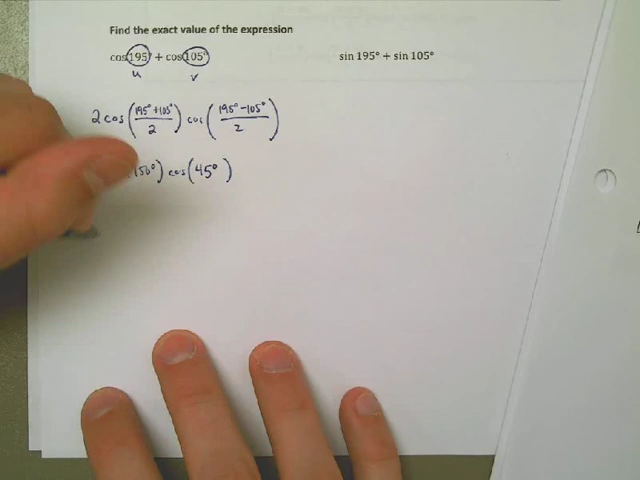 Find the exact value of the expression
cos 195° + cos 105°
sin 195° + sin 105°
u v
2 cos (195° + 105° / 2) cos (195° - 105° / 2)
150°) cos (45°)